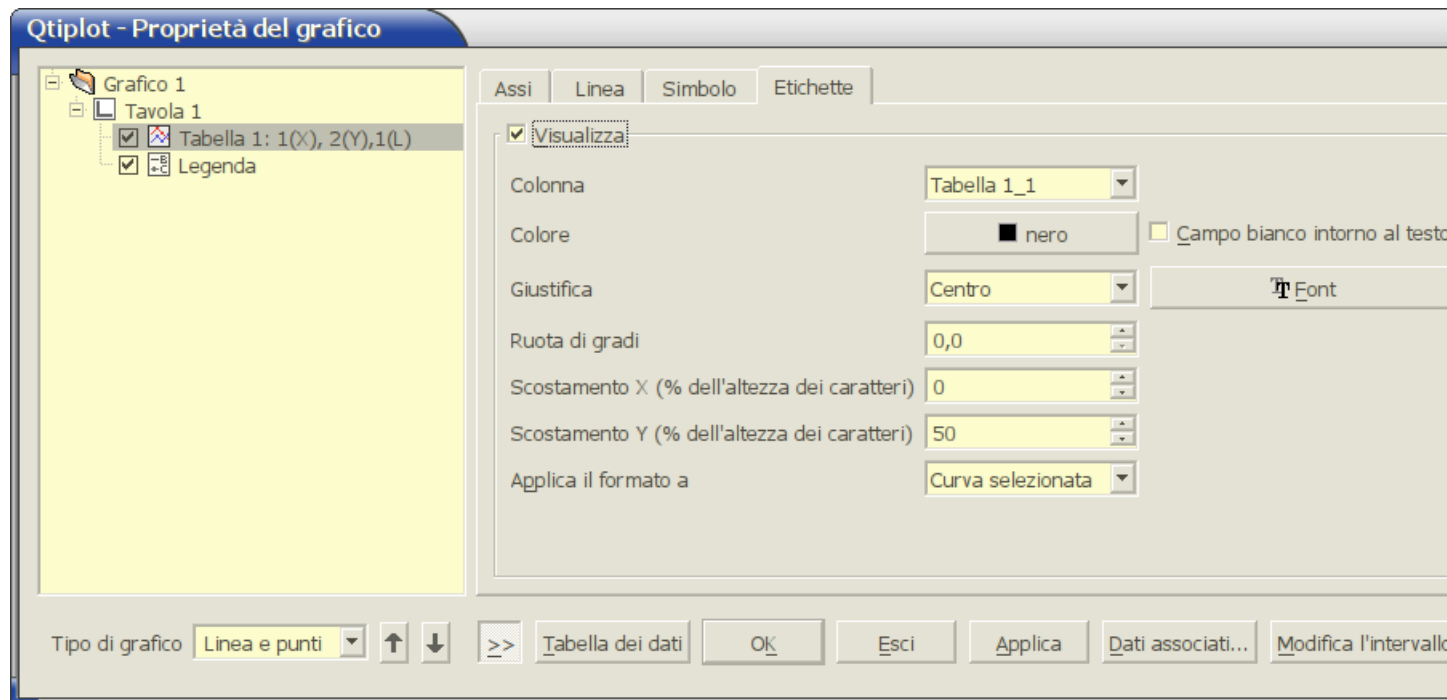 Qtiplot - Proprietà del grafico
Grafico 1
Tavola 1
Tabella 1: 1(X), 2(Y),1(L)
Legenda
Assi
Linea
Simbolo
Etichette
Visualizza
Colonna
Tabella 1_1
Colore
nero
Campo bianco intorno al testo
Giustifica
Centro
Font
Ruota di gradi
0,0
Scostamento X (% dell'altezza dei caratteri)
0
Scostamento Y (% dell'altezza dei caratteri)
50
Applica il formato a
Curva selezionata
Tipo di grafico
Linea e punti
>>
Tabella dei dati
OK
Esci
Applica
Dati associati...
Modifica l'intervallo